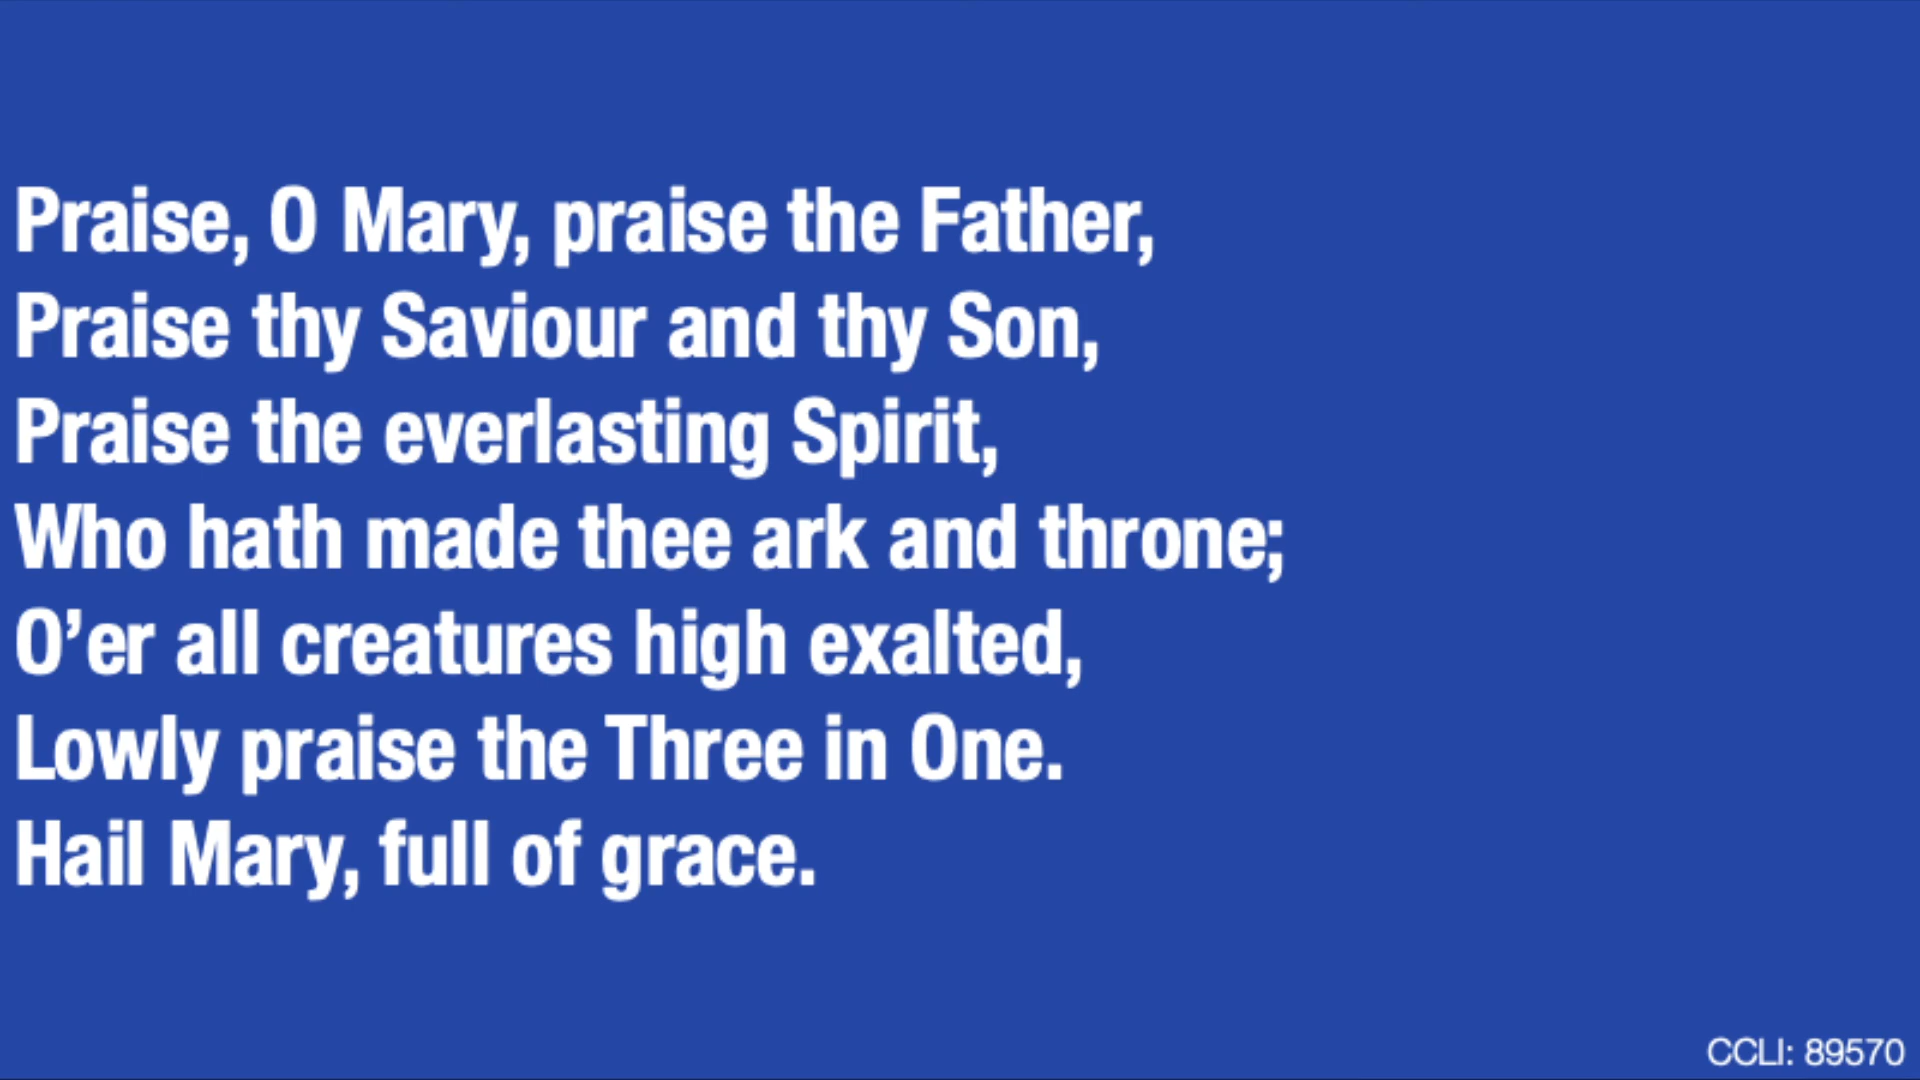 Praise, O Mary, praise the Father,
Praise thy Saviour and thy Son,
Praise the everlasting Spirit,
Who hath made thee ark and throne;
O’er all creatures high exalted,
Lowly praise the Three in One.
Hail Mary, full of grace.
CCLI: 89570